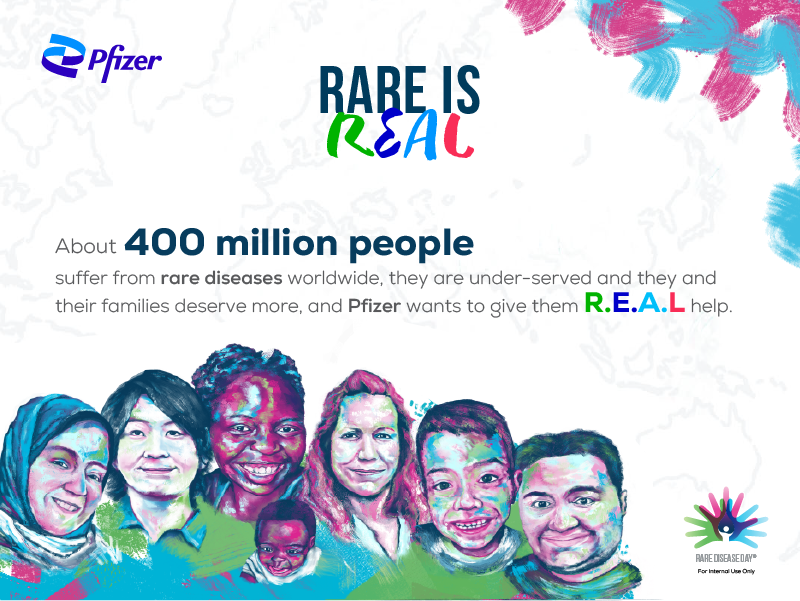 Pfizer
RARE IS
REAL
About 400 million people
suffer from rare diseases worldwide, they are under-served and they and
their families deserve more, and Pfizer wants to give them R.E.A.L help.
RARE DISEASE DAY®
For Internal Use Only